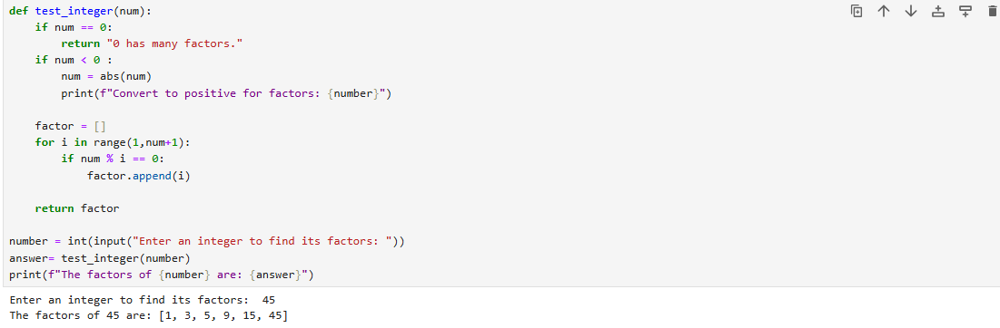 def test_integer(num):
    if num == 0:
        return "0 has many factors."
    if num < 0 :
        num = abs(num)
        print(f"Convert to positive for factors: {number}")
    factor = []
    for i in range(1,num+1):
        if num % i == 0:
            factor.append(i)
    return factor
number = int(input("Enter an integer to find its factors: "))
answer= test_integer(number)
print(f"The factors of {number} are: {answer}")
Enter an integer to find its factors:  45
The factors of 45 are: [1, 3, 5, 9, 15, 45]